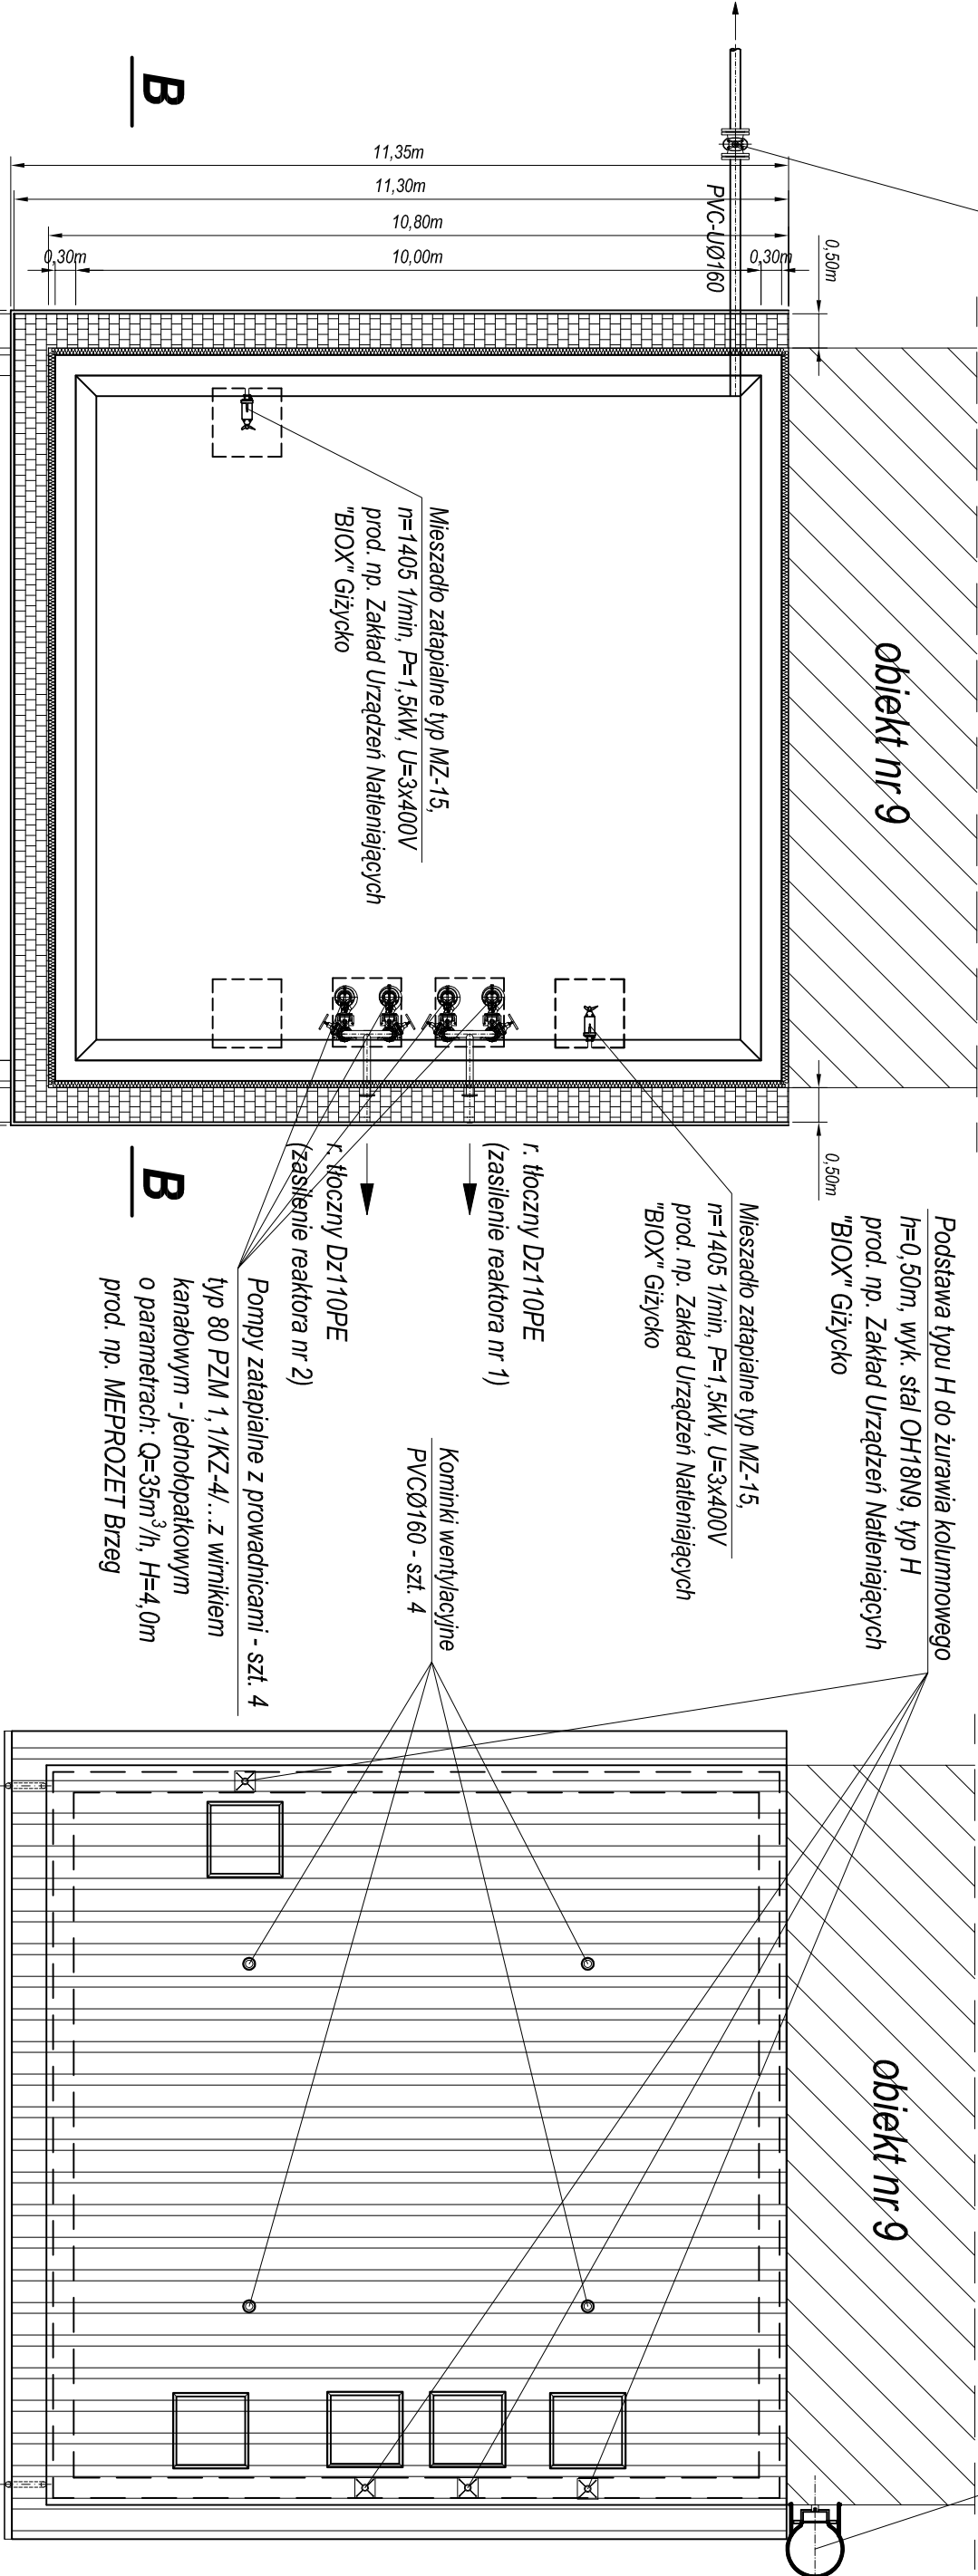 B
11,35m
11,30m
10,80m
0,30m
10,00m
0,30m
0,50m
PVC-UØ160
obiekt nr 9
Mieszadło zatapialne typ MZ-15,
n=1405 1/min, P=1,5kW, U=3x400V
prod. np. Zakład Urządzeń Natleniających
"BIOX" Giżycko
0,50m
B
r. tłoczny Dz110PE
(zasilenie reaktora nr 1)
r. tłoczny Dz110PE
(zasilenie reaktora nr 2)
Mieszadło zatapialne typ MZ-15,
n=1405 1/min, P=1,5kW, U=3x400V
prod. np. Zakład Urządzeń Natleniających
"BIOX" Giżycko
Podstawa typu H do żurawia kolumnowego
h=0,50m, wyk. stal OH18N9, typ H
prod. np. Zakład Urządzeń Natleniających
"BIOX" Giżycko
Pompy zatapialne z prowadnicami - szt. 4
typ 80 PZM 1,1/KZ-4/...z wirnikiem
kanałowym - jednołopatkowym
o parametrach: Q=35m³/h, H=4,0m
prod. np. MEPROZET Brzeg
Kominki wentylacyjne
PVCØ160 - szt. 4
obiekt nr 9